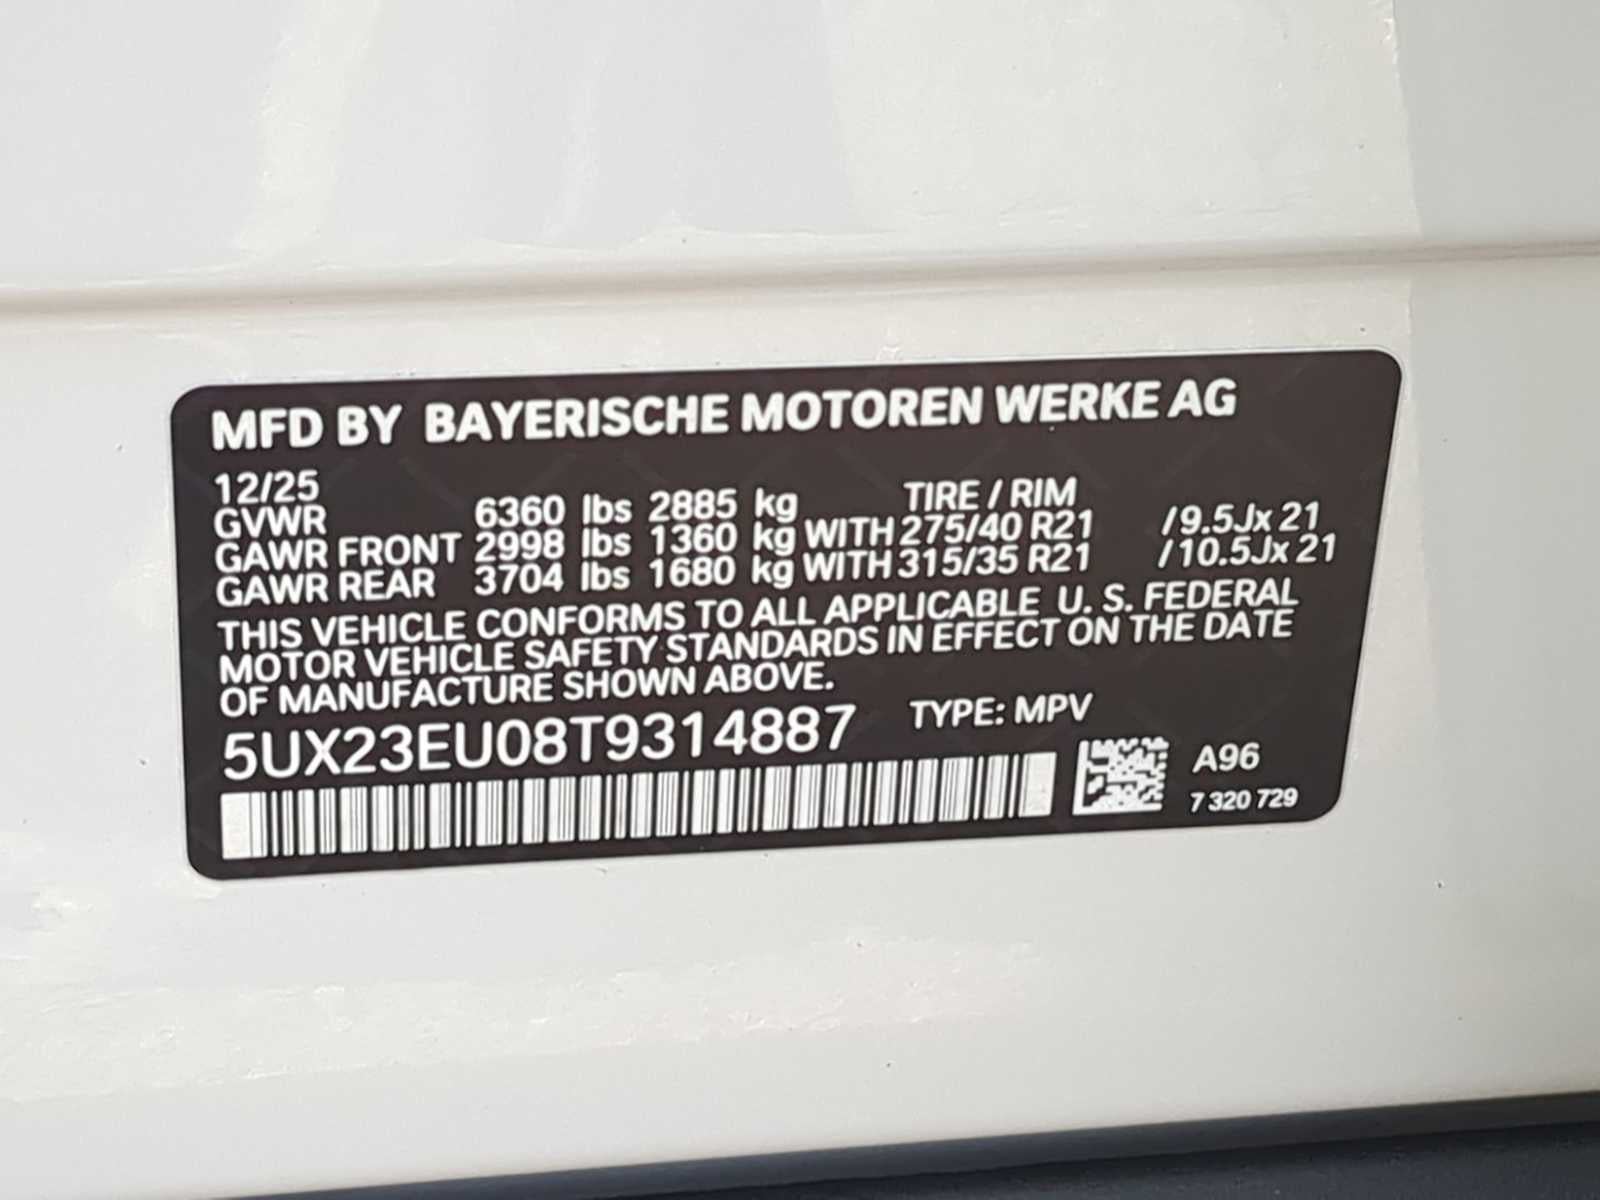 MFD BY BAYERISCHE MOTOREN WERKE AG
12/25
GVWR 6360 lbs 2885 kg TIRE / RIM
GAWR FRONT 2998 lbs 1360 kg WITH 275/40 R21 /9.5Jx 21
GAWR REAR 3704 lbs 1680 kg WITH 315/35 R21 /10.5Jx 21
THIS VEHICLE CONFORMS TO ALL APPLICABLE U. S. FEDERAL
MOTOR VEHICLE SAFETY STANDARDS IN EFFECT ON THE DATE
OF MANUFACTURE SHOWN ABOVE.
5UX23EU08T9314887 TYPE: MPV
A96
7 320 729